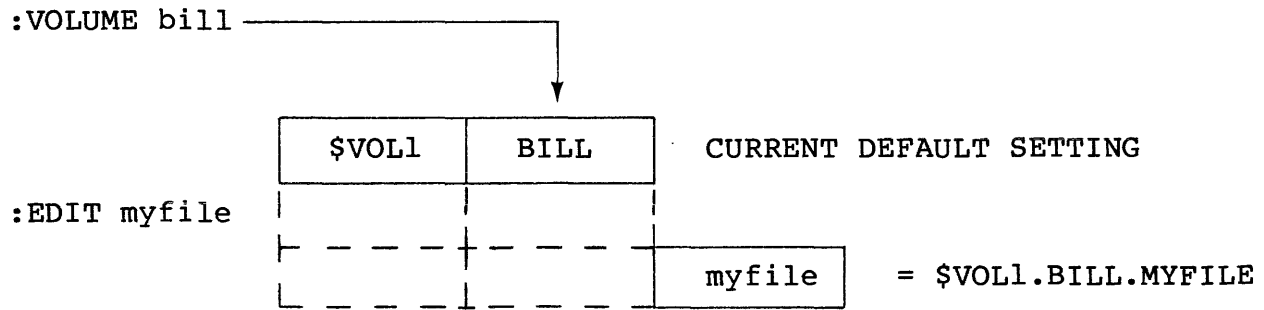 :VOLUME bill
$VOL1 BILL CURRENT DEFAULT SETTING
:EDIT myfile
myfile = $VOL1.BILL.MYFILE